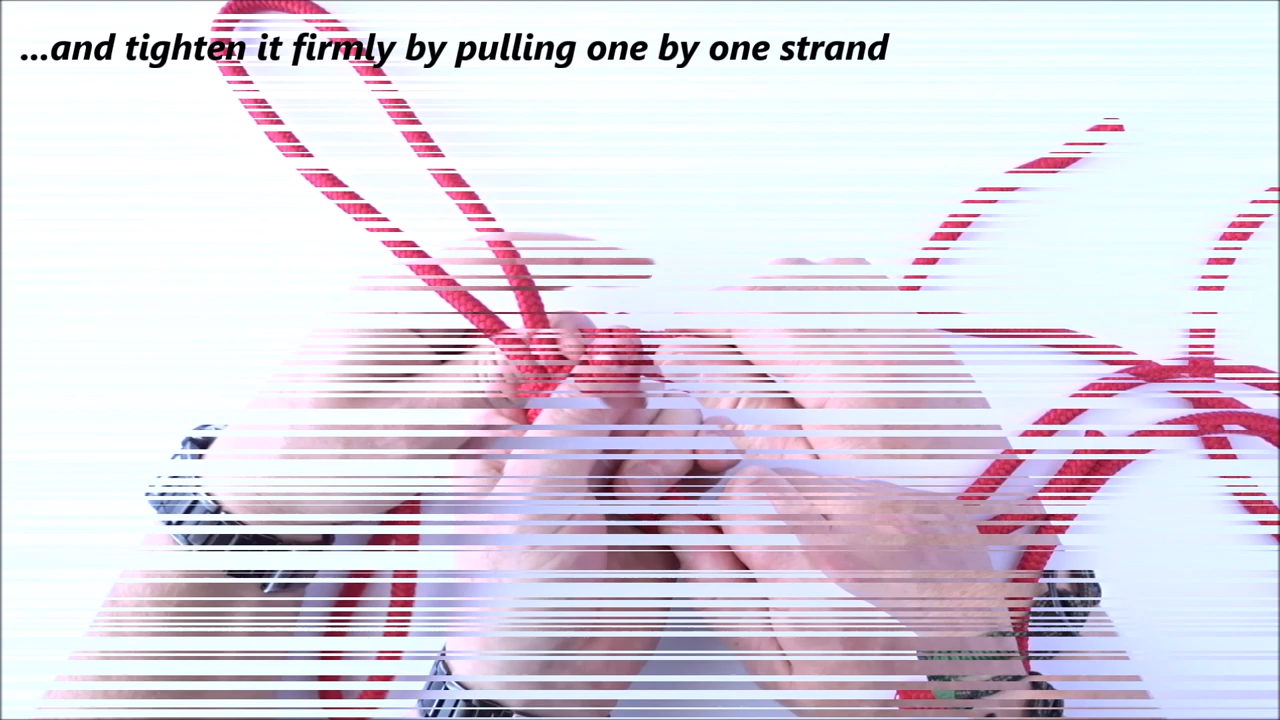 ...and tighten it firmly by pulling one by one strand